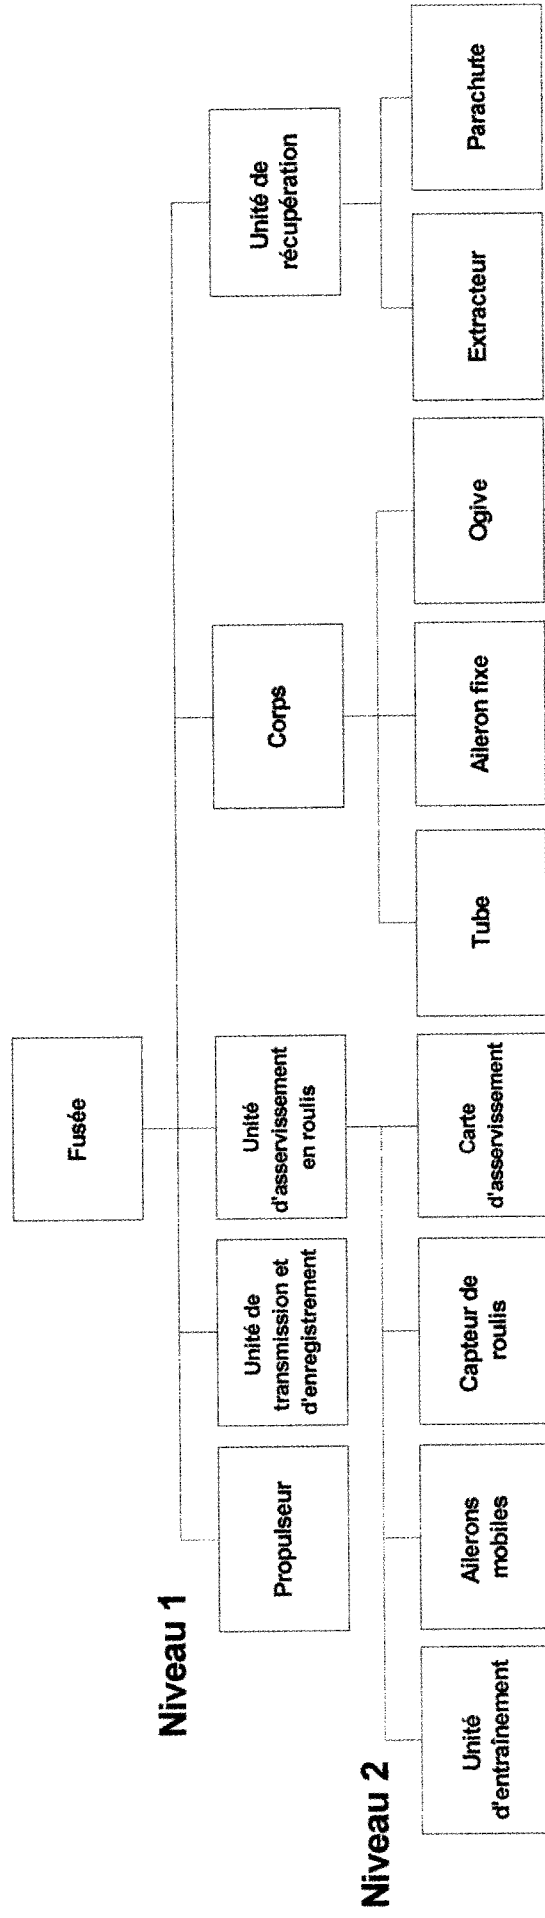 Fusée
Niveau 1
Propulseur
Unité de
transmission et
d'enregistrement
Unité
d'asservissement
en roulis
Corps
Unité de
récupération
Niveau 2
Unité
d'entraînement
Ailerons
mobiles
Capteur de
roulis
Carte
d'asservissement
Tube
Aileron fixe
Ogive
Extracteur
Parachute